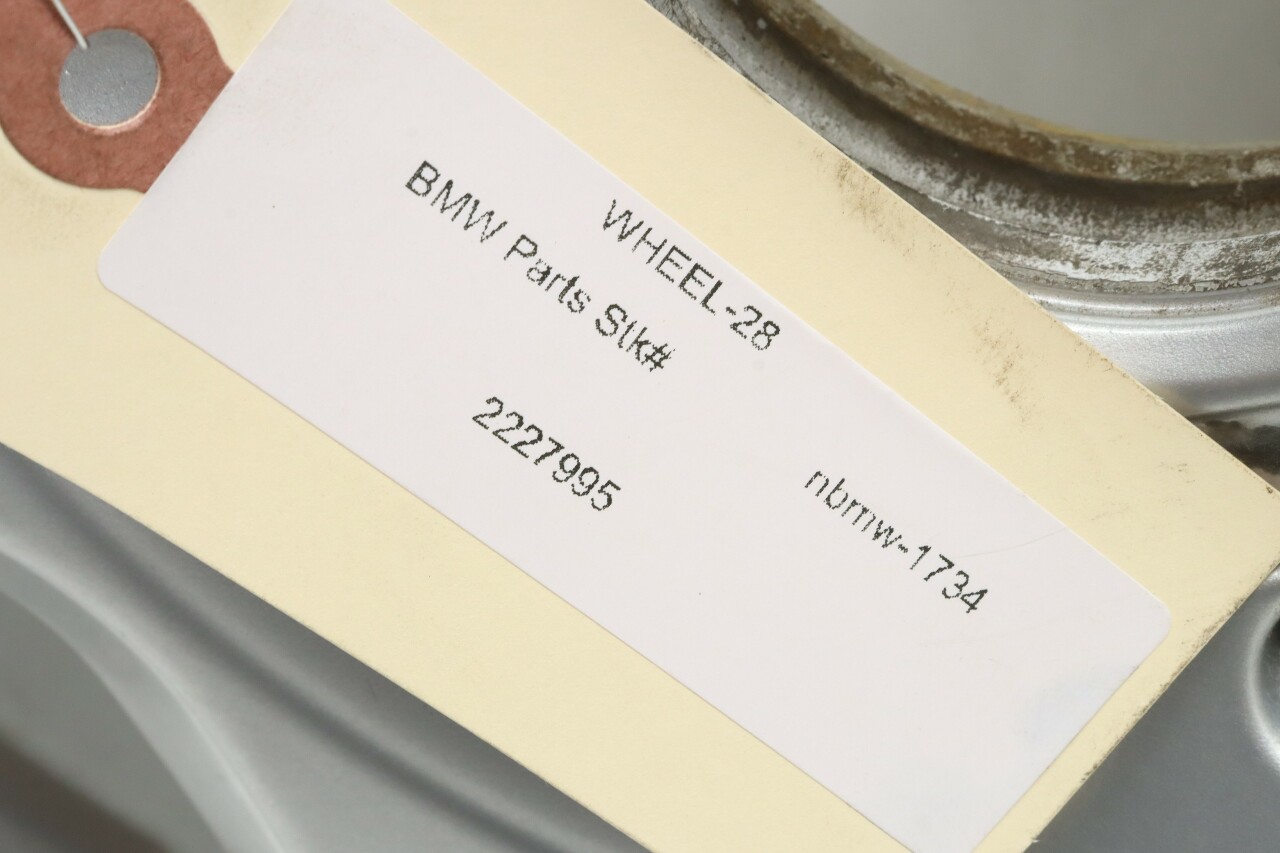 WHEEL-28
BMW Parts Stk#
nbmw-1734
2227995